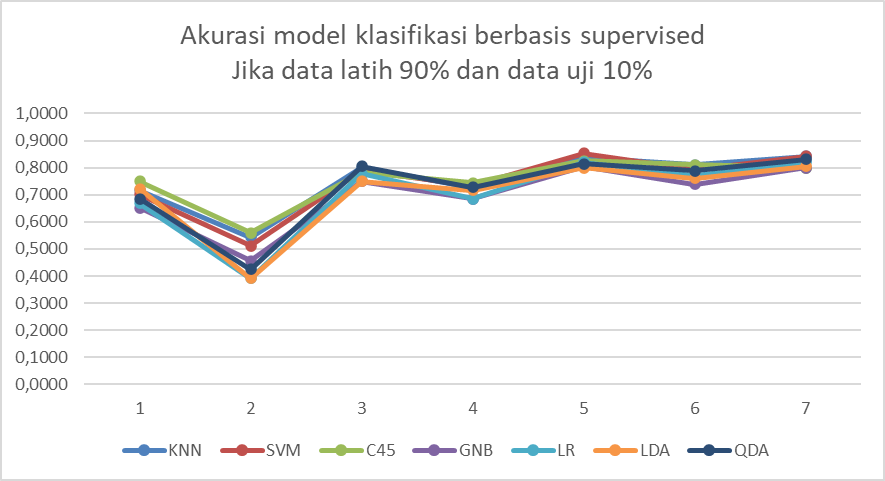 Akurasi model klasifikasi berbasis supervised
Jika data latih 90% dan data uji 10%
1,0000
0,9000
0,8000
0,7000
0,6000
0,5000
0,4000
0,3000
0,2000
0,1000
0,0000
1 2 3 4 5 6 7
KNN SVM C45 GNB LR LDA QDA